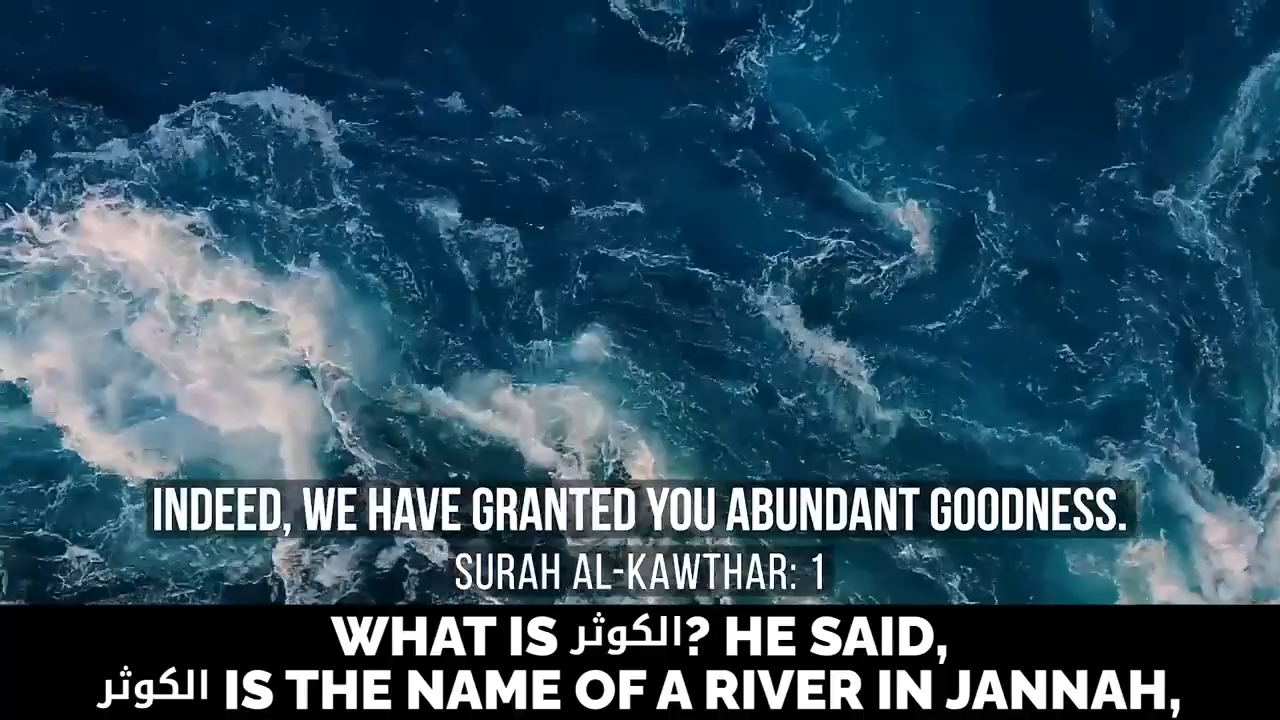 INDEED, WE HAVE GRANTED YOU ABUNDANT GOODNESS.
SURAH AL-KAWTHAR: 1
WHAT IS الكوثر? HE SAID,
الكوثر IS THE NAME OF A RIVER IN JANNAH,